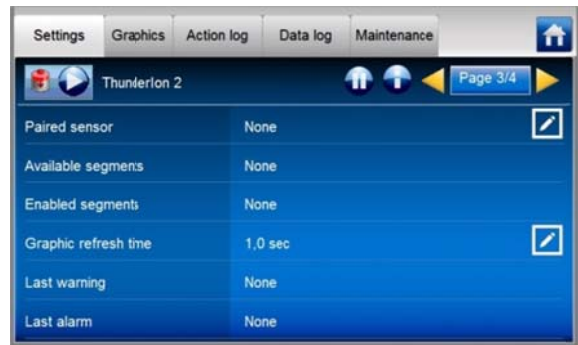 Settings Graphics Action log Data log Maintenance
ThunderIon 2 Page 3/4
Paired sensor None
Available segments None
Enabled segments None
Graphic refresh time 1,0 sec
Last warning None
Last alarm None